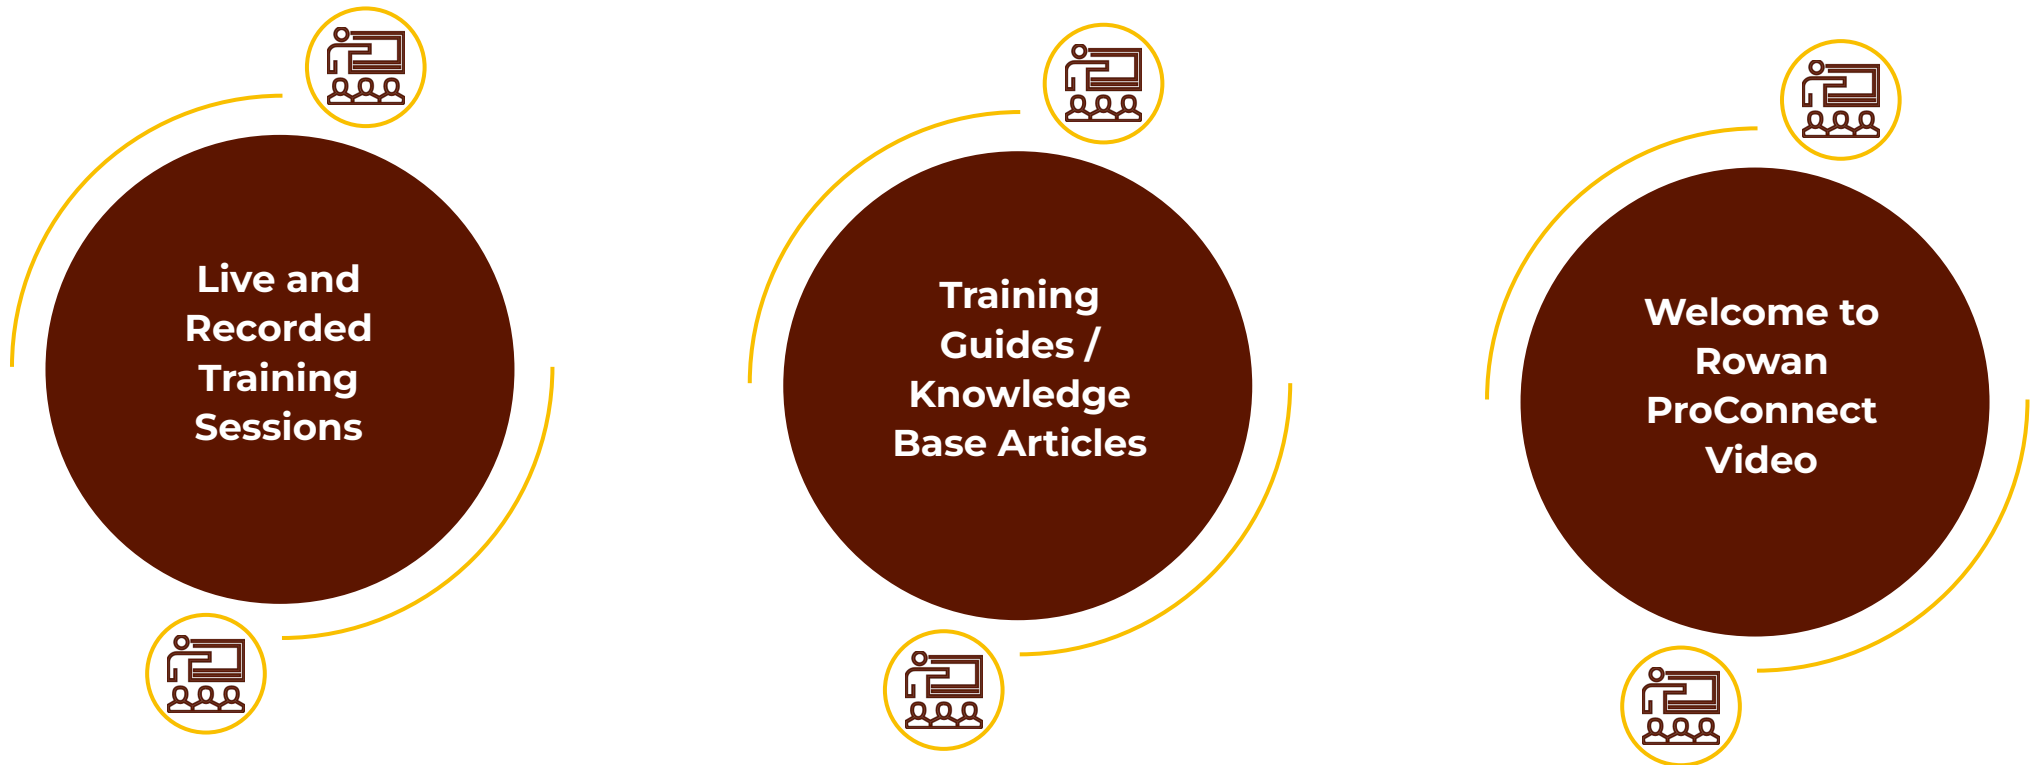 Live and
Recorded
Training
Sessions
Training
Guides /
Knowledge
Base Articles
Welcome to
Rowan
ProConnect
Video